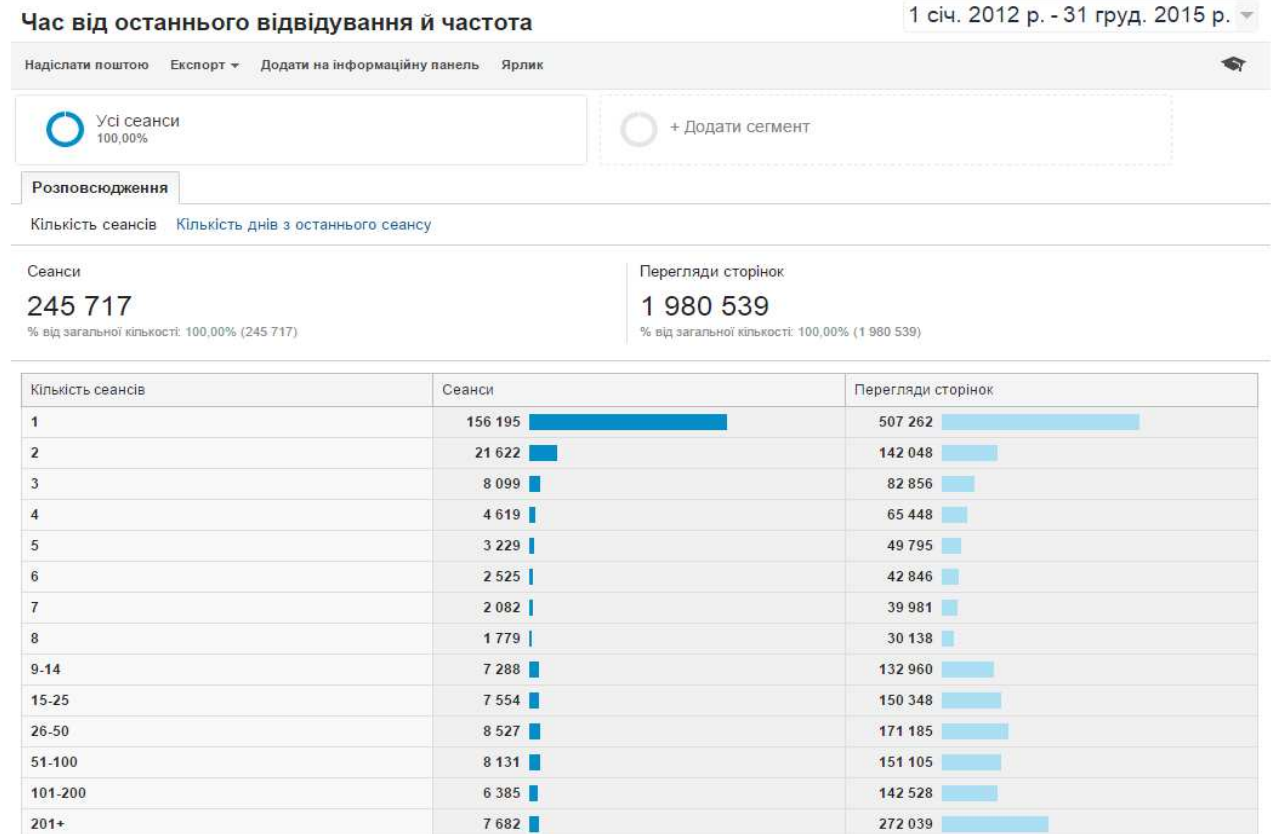 Час від останнього відвідування й частота
1 січ. 2012 р. - 31 груд. 2015 р.
Надіслати поштою Експорт Додати на інформаційну панель Ярлик
Усі сеанси
100,00%
+ Додати сегмент
Розповсюдження
Кількість сеансів Кількість днів з останнього сеансу
Сеанси Перегляди сторінок
245 717 1 980 539
% від загальної кількості: 100,00% (245 717) % від загальної кількості: 100,00% (1 980 539)
Кількість сеансів Сеанси Перегляди сторінок
1 156 195 507 262
2 21 622 142 048
3 8 099 82 856
4 4 619 65 448
5 3 229 49 795
6 2 525 42 846
7 2 082 39 981
8 1 779 30 138
9-14 7 288 132 960
15-25 7 554 150 348
26-50 8 527 171 185
51-100 8 131 151 105
101-200 6 385 142 528
201+ 7 682 272 039